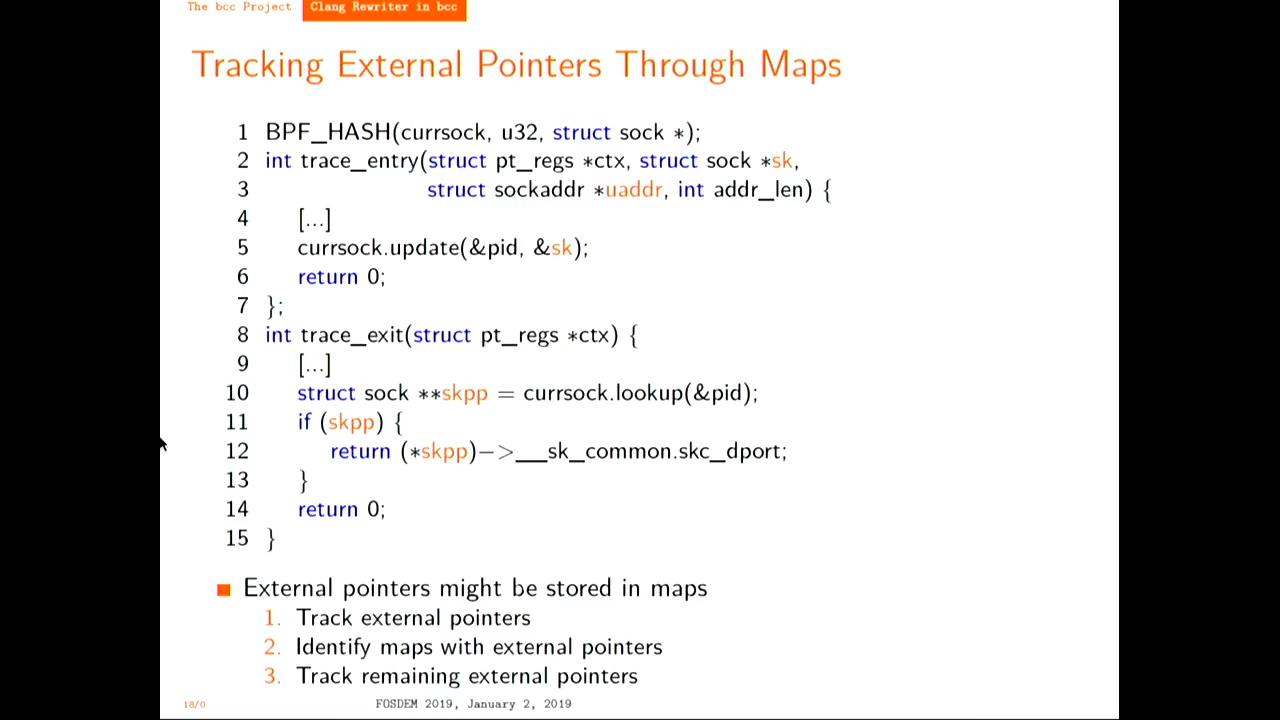 The bcc Project Clang Rewriter in bcc
Tracking External Pointers Through Maps
1 BPF_HASH(currsock, u32, struct sock *);
2 int trace_entry(struct pt_regs *ctx, struct sock *sk,
3 struct sockaddr *uaddr, int addr_len) {
4 [...]
5 currsock.update(&pid, &sk);
6 return 0;
7 };
8 int trace_exit(struct pt_regs *ctx) {
9 [...]
10 struct sock **skpp = currsock.lookup(&pid);
11 if (skpp) {
12 return (*skpp)->__sk_common.skc_dport;
13 }
14 return 0;
15 }
External pointers might be stored in maps
1. Track external pointers
2. Identify maps with external pointers
3. Track remaining external pointers
18/0 FOSDEM 2019, January 2, 2019